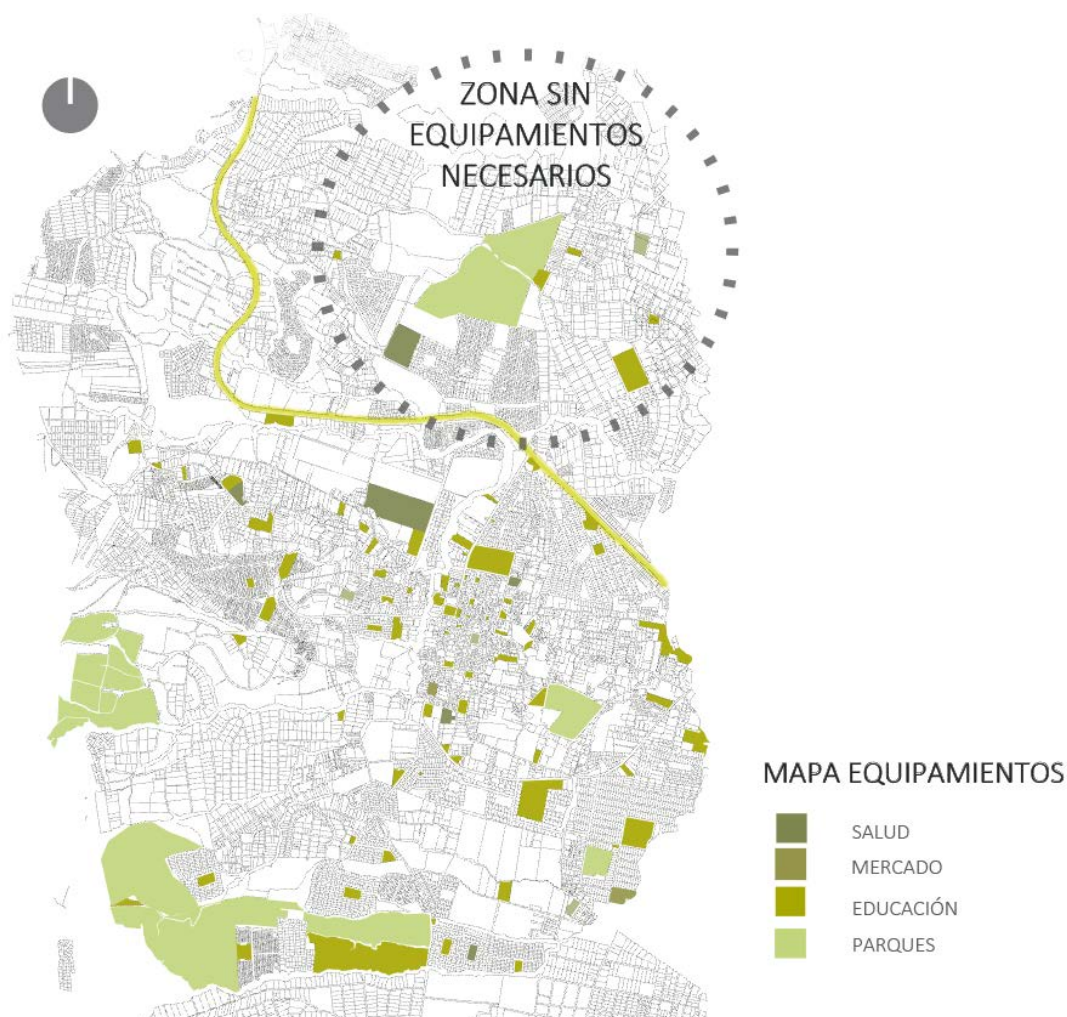 ZONA SIN
EQUIPAMIENTOS
NECESARIOS
MAPA EQUIPAMIENTOS
SALUD
MERCADO
EDUCACIÓN
PARQUES